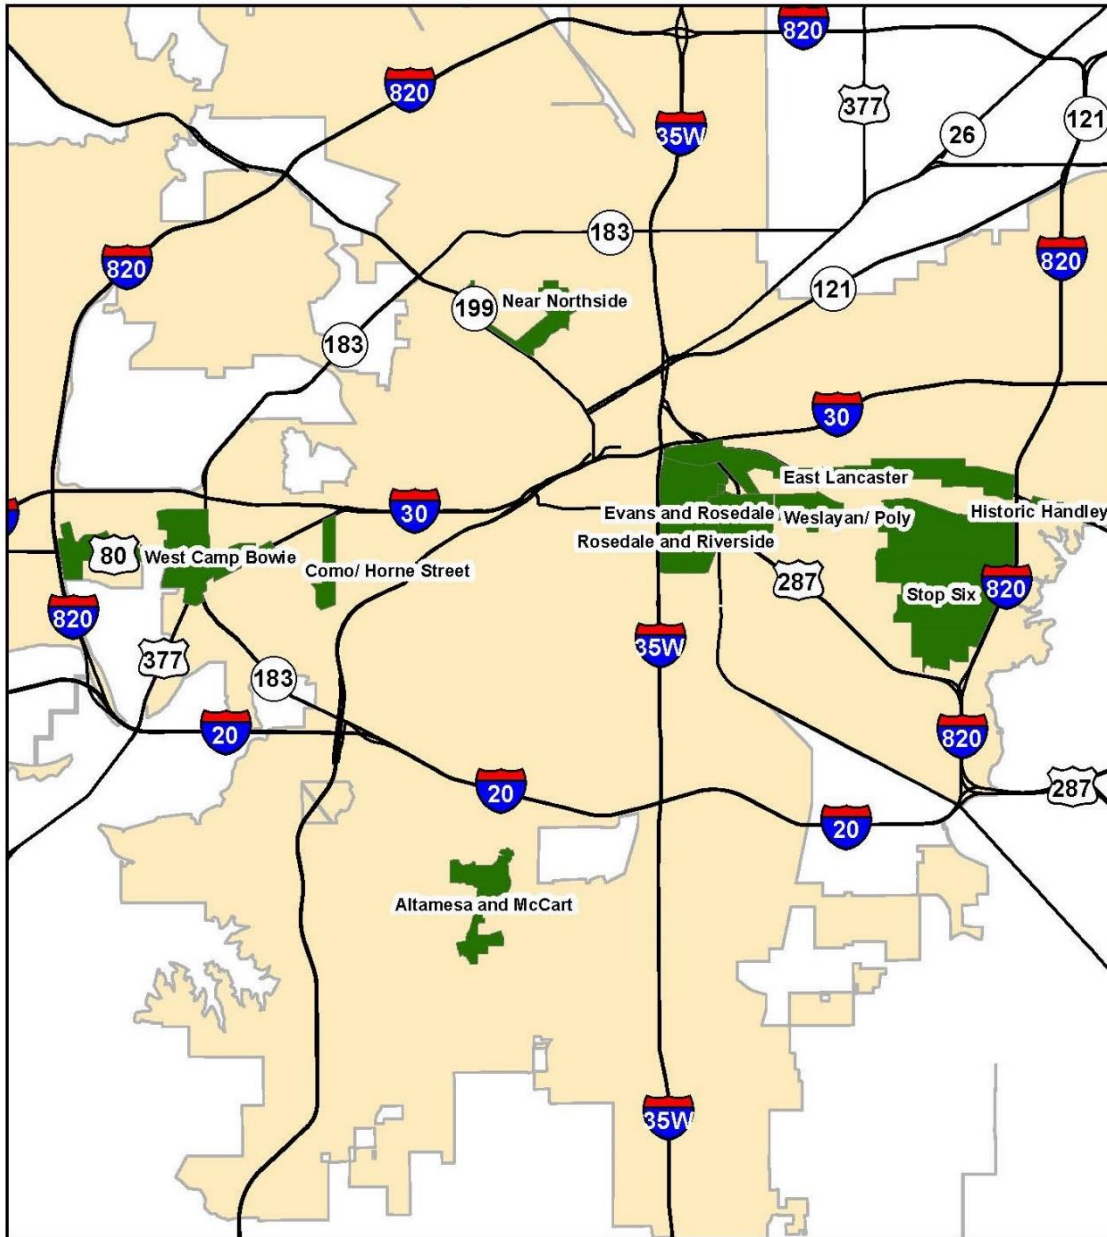 820
820
35W
377
26
121
183
820
820
199
Near Northside
121
183
30
East Lancaster
30
Evans and Rosedale
Weslayan/ Poly
Historic Handley
80
West Camp Bowie
Rosedale and Riverside
Como/ Horne Street
287
820
Stop Six
820
35W
377
183
20
820
20
287
20
Altamesa and McCart
35W